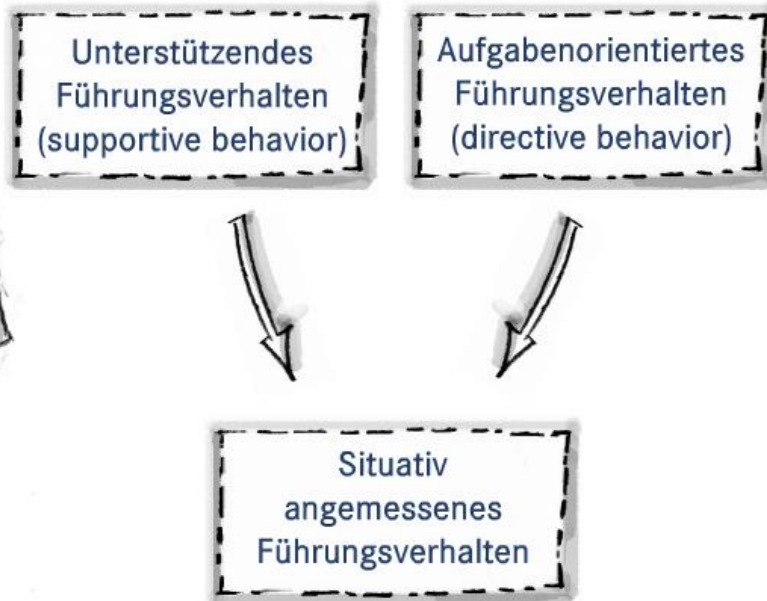 Unterstützendes
Führungsverhalten
(supportive behavior)
Aufgabenorientiertes
Führungsverhalten
(directive behavior)
Situativ
angemessenes
Führungsverhalten